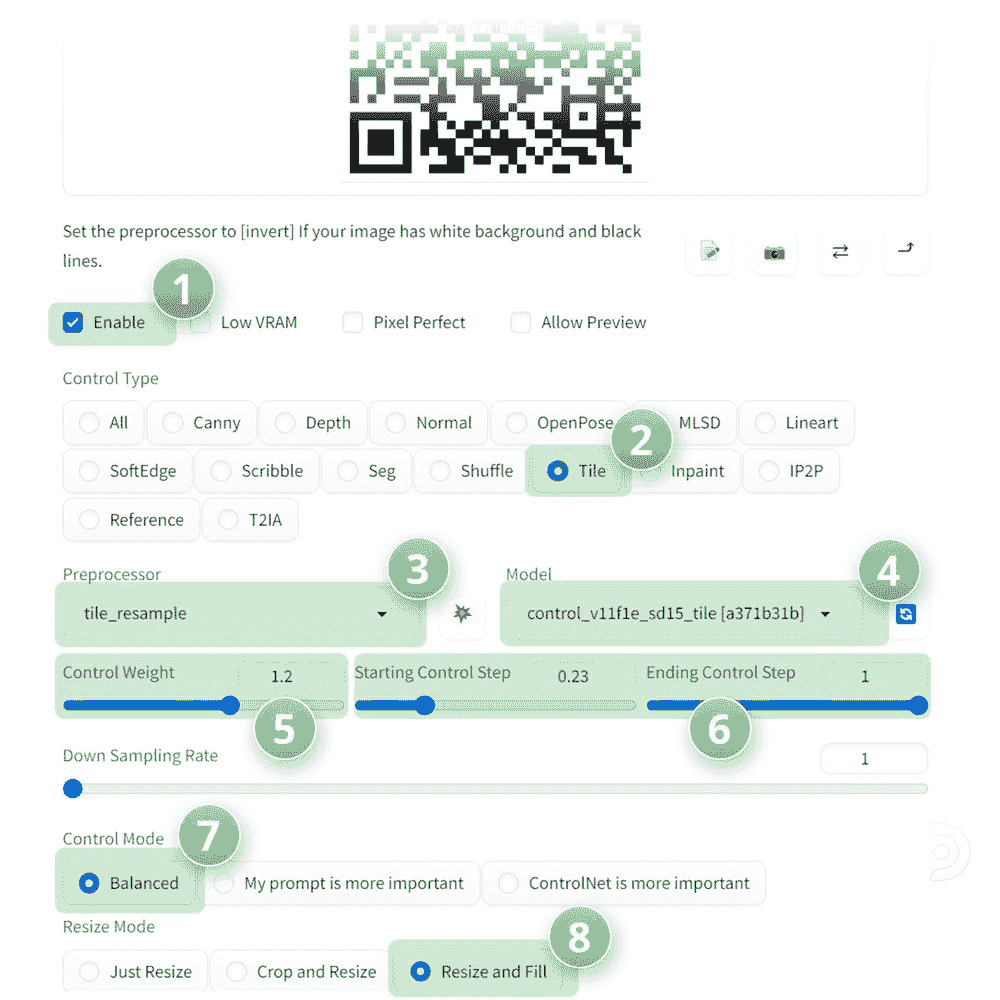 Set the preprocessor to [invert] If your image has white background and black
lines.
1
Enable Low VRAM Pixel Perfect Allow Preview
Control Type
All Canny Depth Normal OpenPose MLSD Lineart
2
SoftEdge Scribble Seg Shuffle Tile Inpaint IP2P
Reference T2IA
3 4
Preprocessor Model
tile_resample control_v11f1e_sd15_tile [a371b31b]
Control Weight 1.2 Starting Control Step 0.23 Ending Control Step 1
5 6
Down Sampling Rate 1
7
Control Mode
Balanced My prompt is more important ControlNet is more important
Resize Mode
8
Just Resize Crop and Resize Resize and Fill